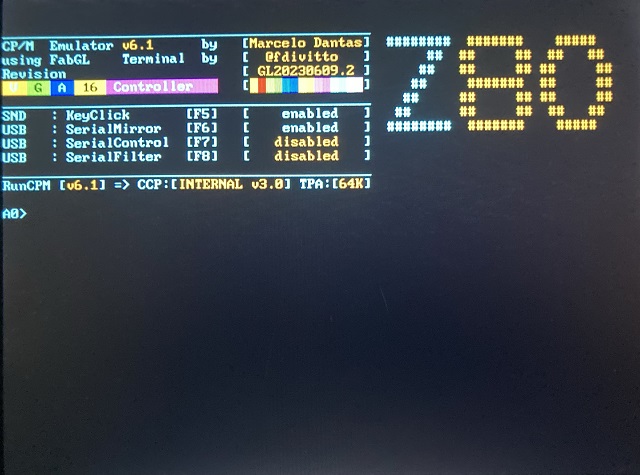 CP/M Emulator v6.1 by [Marcelo Dantas]
using FabGL Terminal by [ @fdivitto ]
Revision [ GL20230609.2 ]
V G A 16 Controller [ ]
Z80
SND : KeyClick [F5] [ enabled ]
USB : SerialMirror [F6] [ enabled ]
USB : SerialControl [F7] [ disabled ]
USB : SerialFilter [F8] [ disabled ]
RunCPM [v6.1] => CCP:[INTERNAL v3.0] TPA:[64K]
A0>